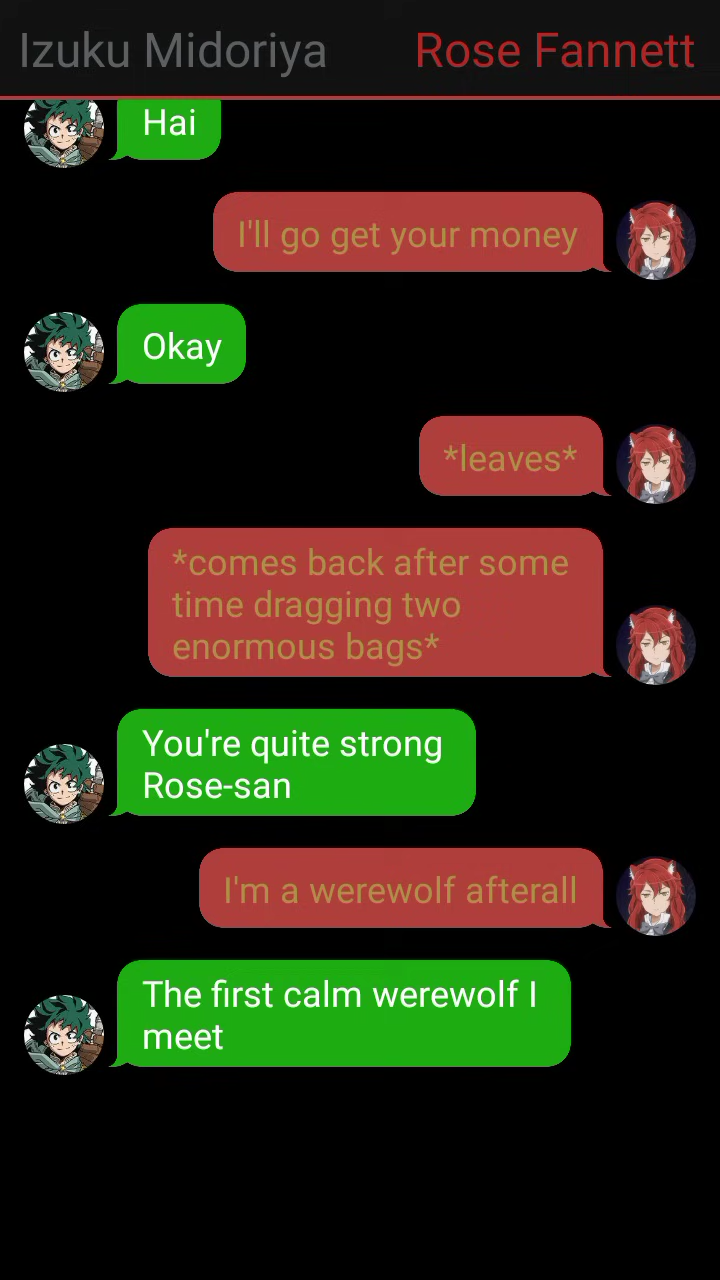 Izuku Midoriya Rose Fannett
Hai
I'll go get your money
Okay
*leaves*
*comes back after some
time dragging two
enormous bags*
You're quite strong
Rose-san
I'm a werewolf afterall
The first calm werewolf I
meet